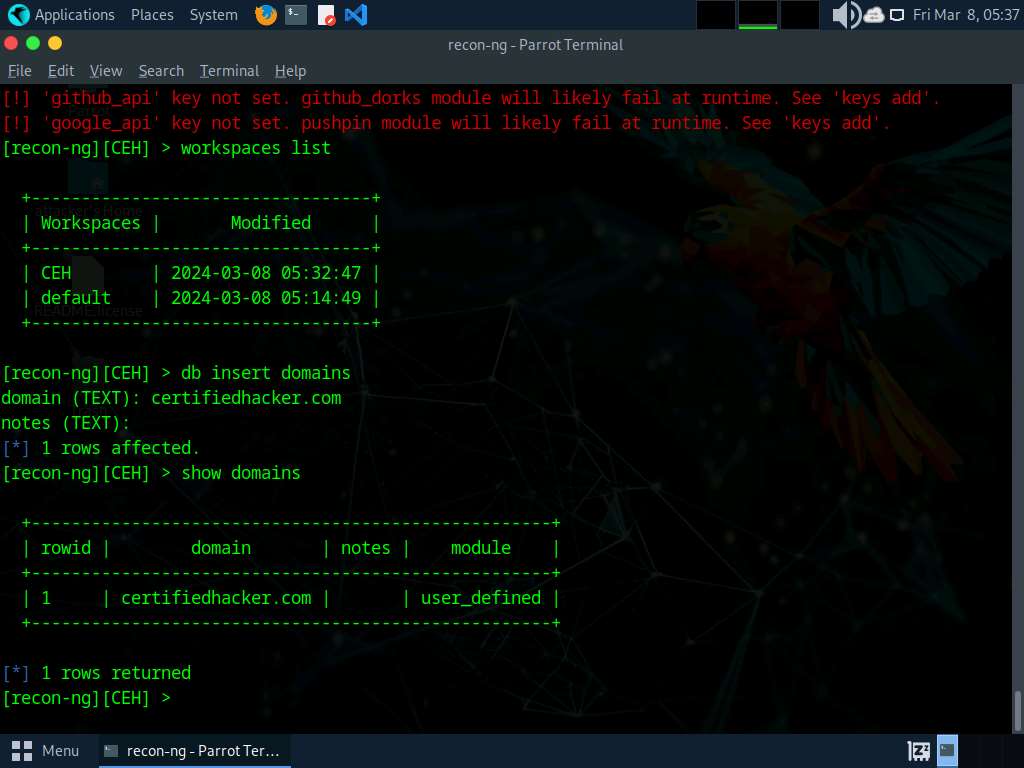 Applications Places System Fri Mar 8, 05:37
recon-ng - Parrot Terminal
File Edit View Search Terminal Help
[!] 'github_api' key not set. github_dorks module will likely fail at runtime. See 'keys add'.
[!] 'google_api' key not set. pushpin module will likely fail at runtime. See 'keys add'.
[recon-ng][CEH] > workspaces list
+----------------------------------+
| Workspaces |       Modified      |
+----------------------------------+
| CEH        | 2024-03-08 05:32:47 |
| default    | 2024-03-08 05:14:49 |
+----------------------------------+
README.license
[recon-ng][CEH] > db insert domains
domain (TEXT): certifiedhacker.com
notes (TEXT):
[*] 1 rows affected.
[recon-ng][CEH] > show domains
+----------------------------------------------------+
| rowid |        domain       | notes |    module    |
+----------------------------------------------------+
| 1     | certifiedhacker.com |       | user_defined |
+----------------------------------------------------+
[*] 1 rows returned
[recon-ng][CEH] >
Menu recon-ng - Parrot Ter...